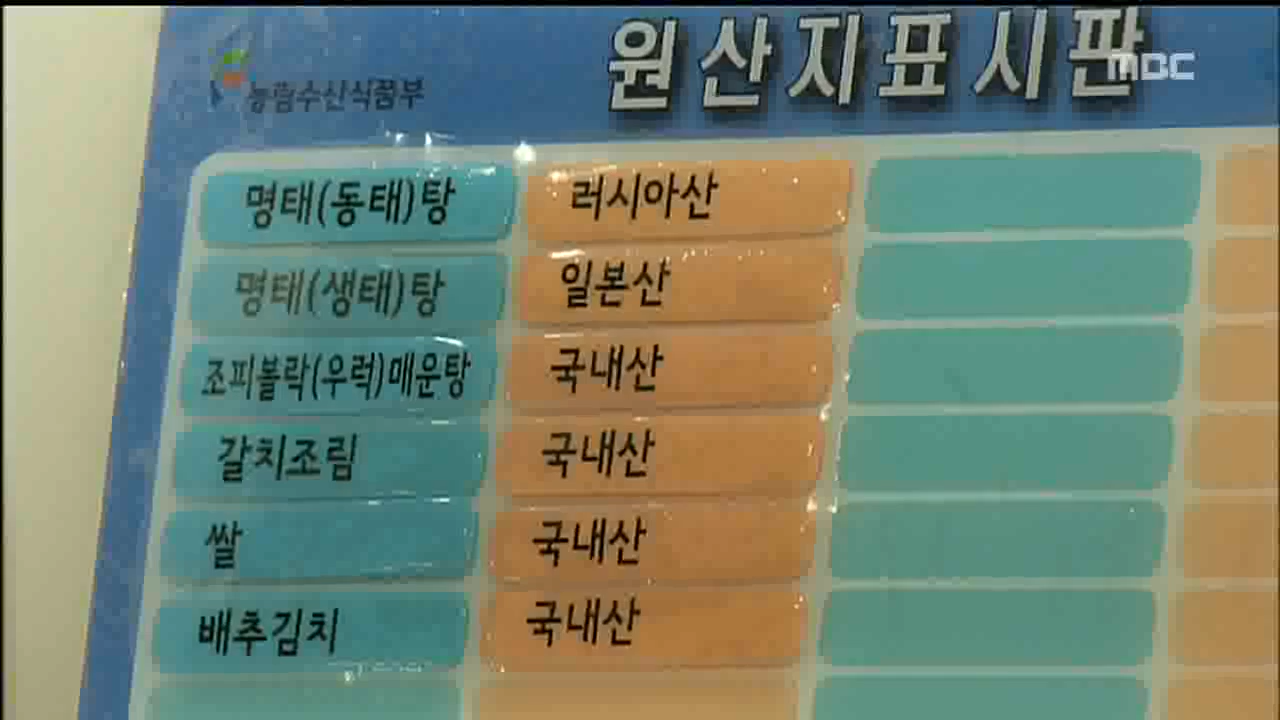 원산지표시판
MBC
농림수산식품부
명태(동태)탕 러시아산
명태(생태)탕 일본산
조피볼락(우럭)매운탕 국내산
갈치조림 국내산
쌀 국내산
배추김치 국내산